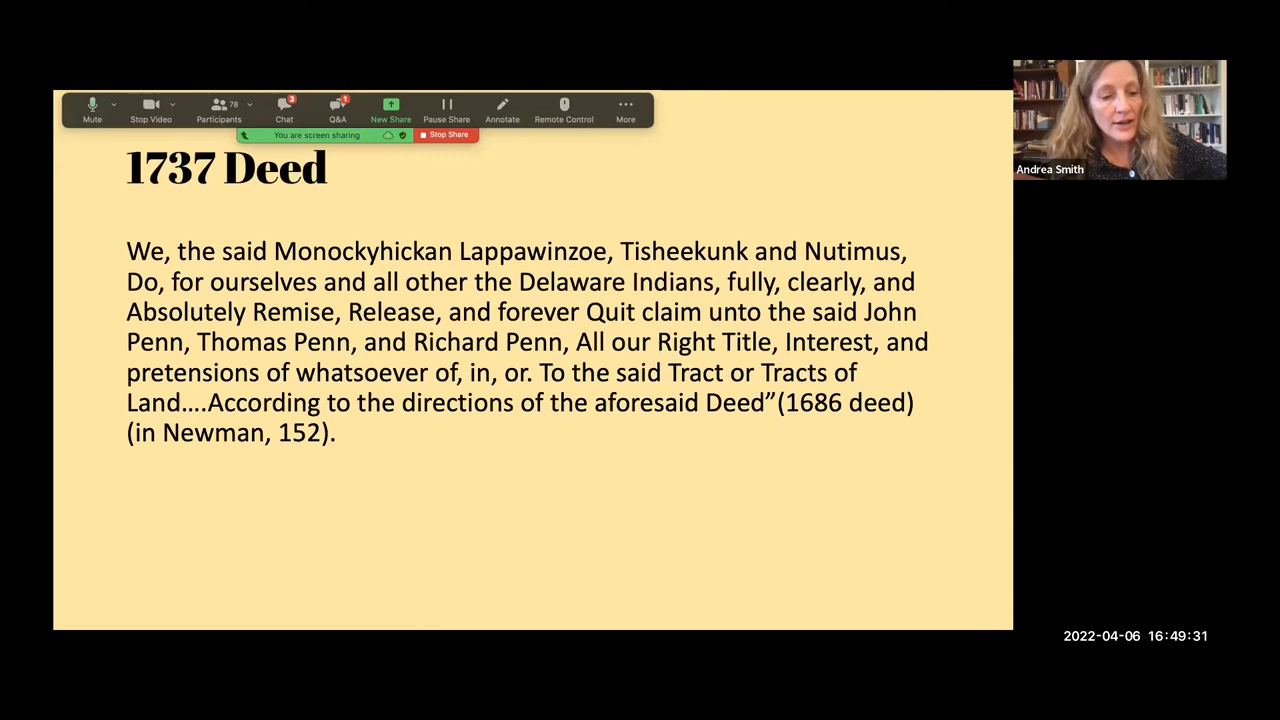 78
3
1
Mute
Stop Video
Participants
Chat
Q&A
New Share
Pause Share
Annotate
Remote Control
More
You are screen sharing
Stop Share
1737 Deed
We, the said Monockyhickan Lappawinzoe, Tisheekunk and Nutimus,
Do, for ourselves and all other the Delaware Indians, fully, clearly, and
Absolutely Remise, Release, and forever Quit claim unto the said John
Penn, Thomas Penn, and Richard Penn, All our Right Title, Interest, and
pretensions of whatsoever of, in, or. To the said Tract or Tracts of
Land….According to the directions of the aforesaid Deed”(1686 deed)
(in Newman, 152).
Andrea Smith
2022-04-06 16:49:31